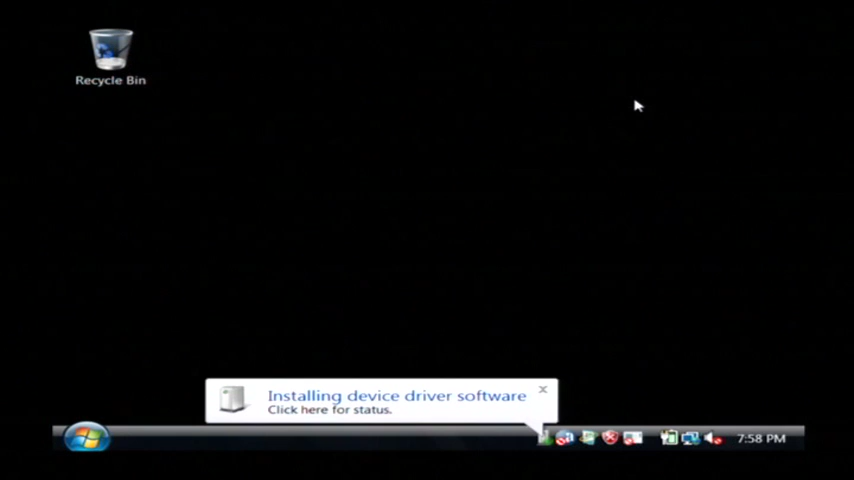 Recycle Bin
Installing device driver software
Click here for status.
7:58 PM